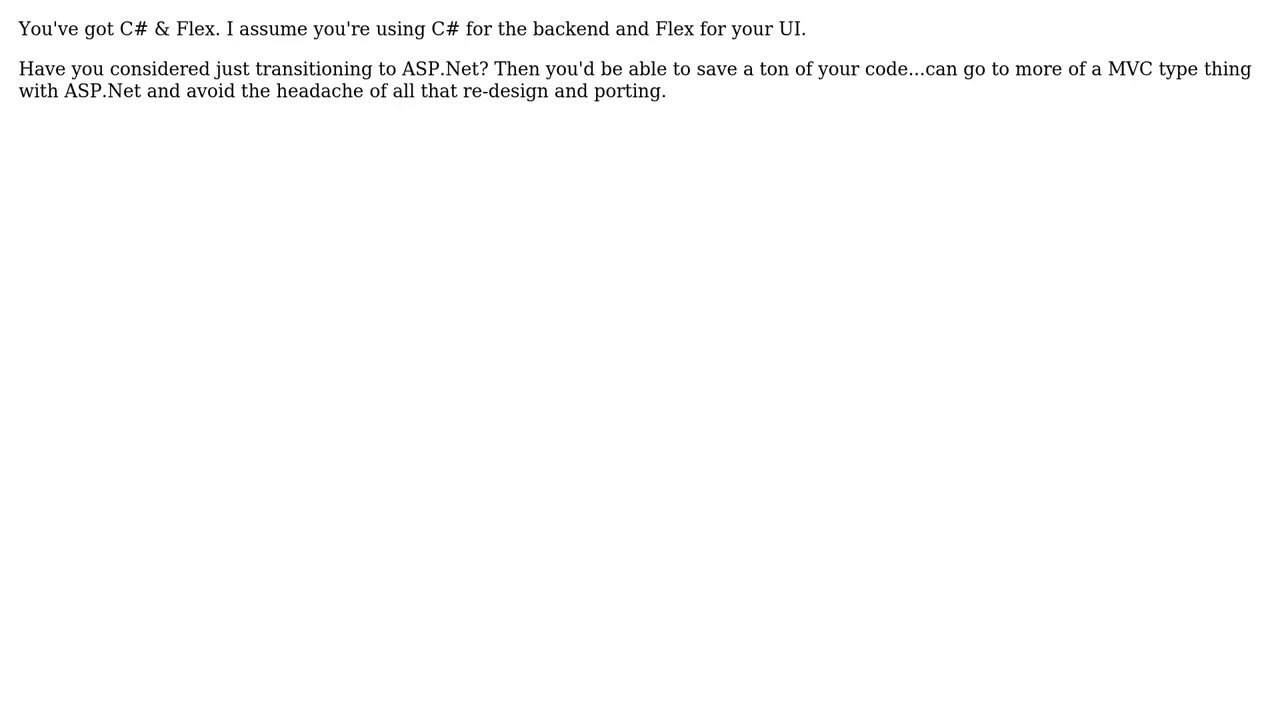 You've got C# & Flex. I assume you're using C# for the backend and Flex for your UI.
Have you considered just transitioning to ASP.Net? Then you'd be able to save a ton of your code...can go to more of a MVC type thing
with ASP.Net and avoid the headache of all that re-design and porting.